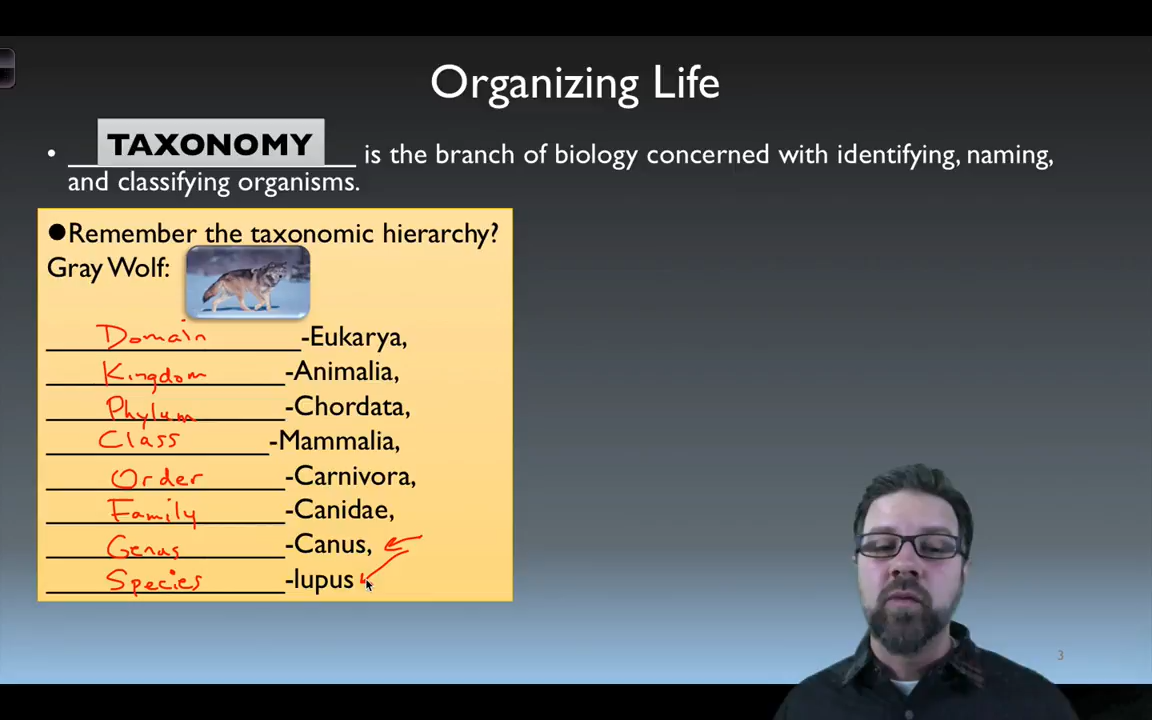 Organizing Life
• TAXONOMY is the branch of biology concerned with identifying, naming,
and classifying organisms.
●Remember the taxonomic hierarchy?
Gray Wolf:
Domain -Eukarya,
Kingdom -Animalia,
Phylum -Chordata,
Class -Mammalia,
Order -Carnivora,
Family -Canidae,
Genus -Canus,
Species -lupus
3